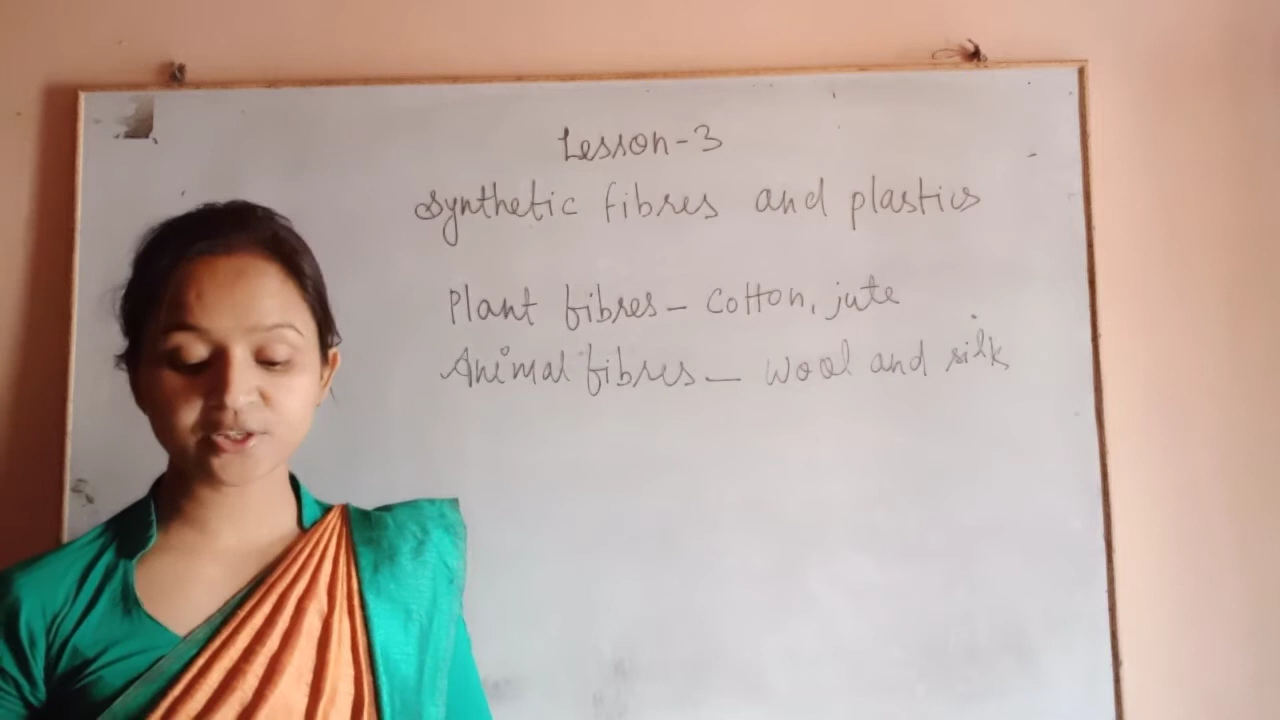 Lesson-3
Synthetic fibres and plastics
Plant fibres - Cotton, jute
Animal fibres - wool and silk